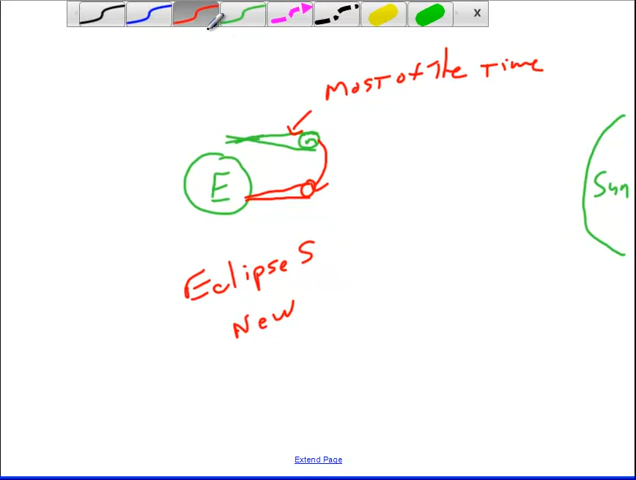 x
Most of The Time
E
Sun
Eclipse S
New
Extend Page